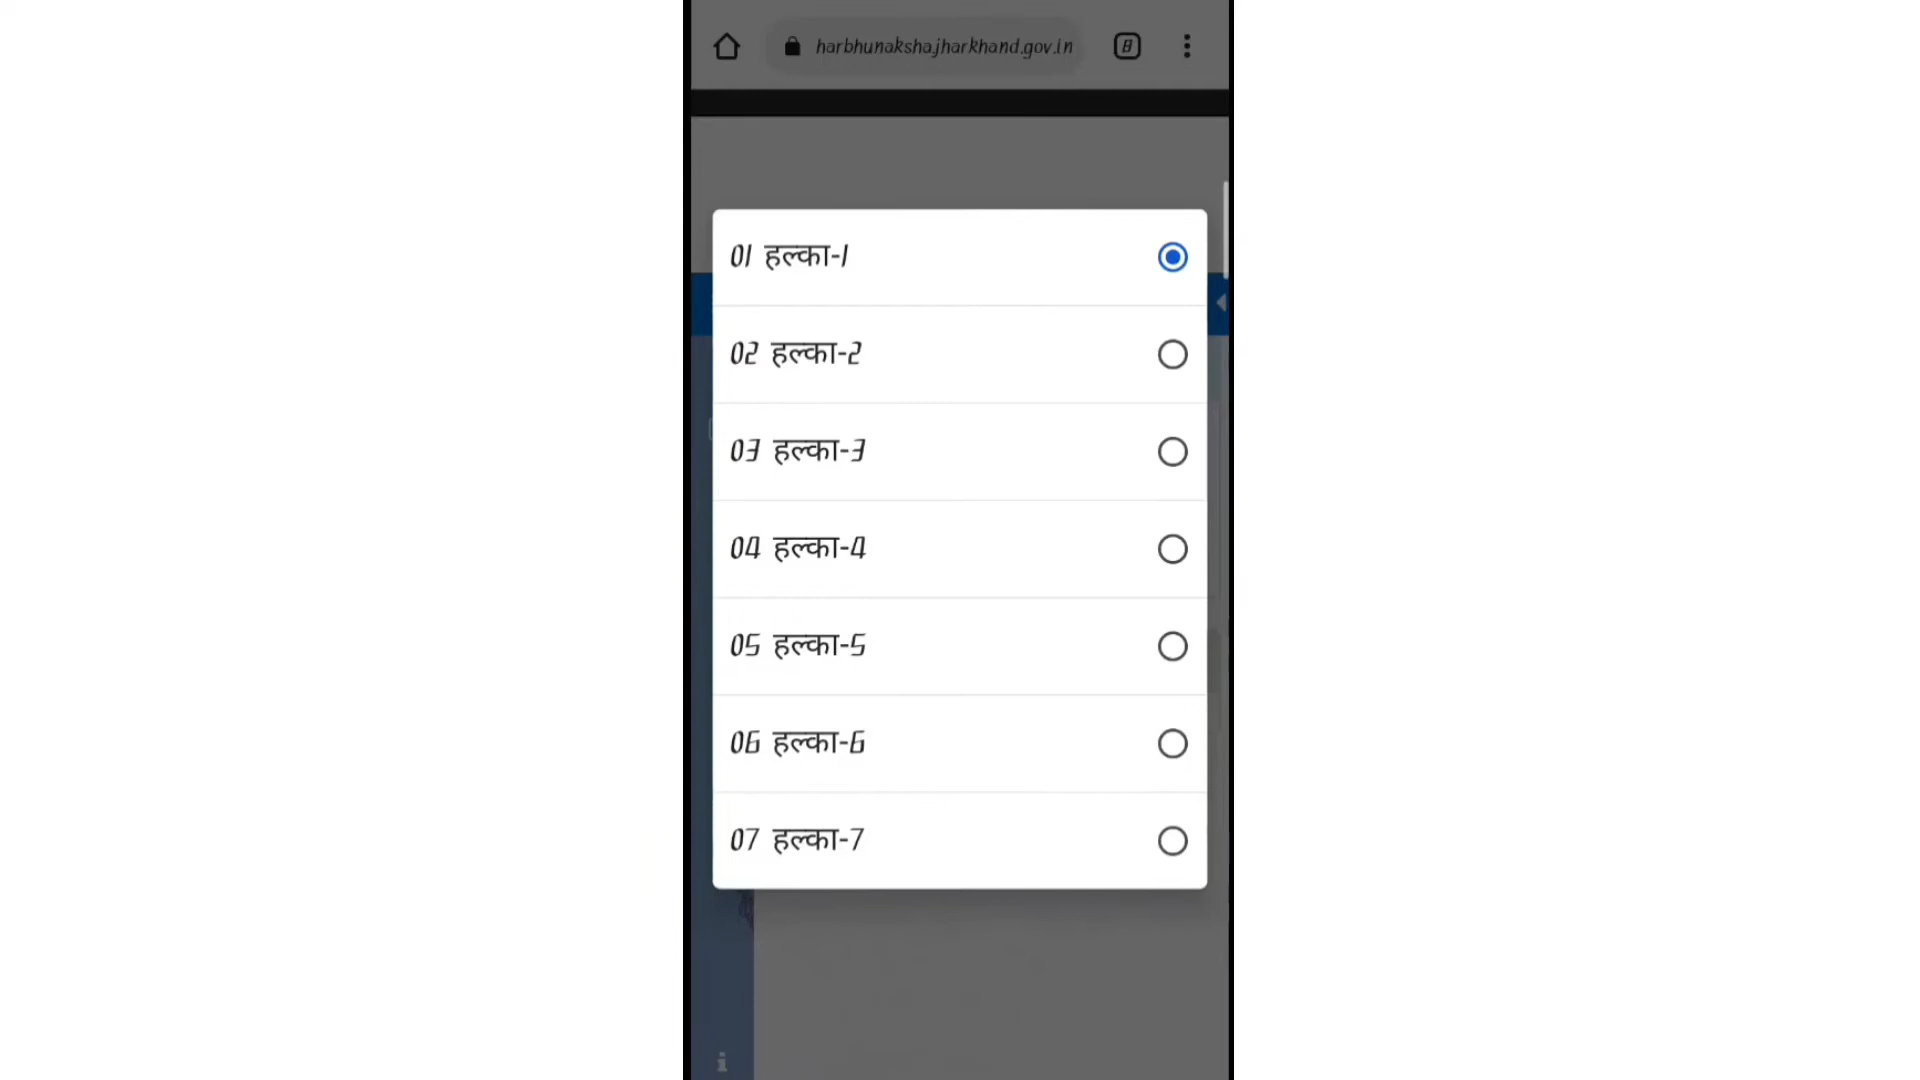 harbhunakshajharkhand.gov.in
8
01 हल्का-1
02 हल्का-2
03 हल्का-3
04 हल्का-4
05 हल्का-5
06 हल्का-6
07 हल्का-7
i